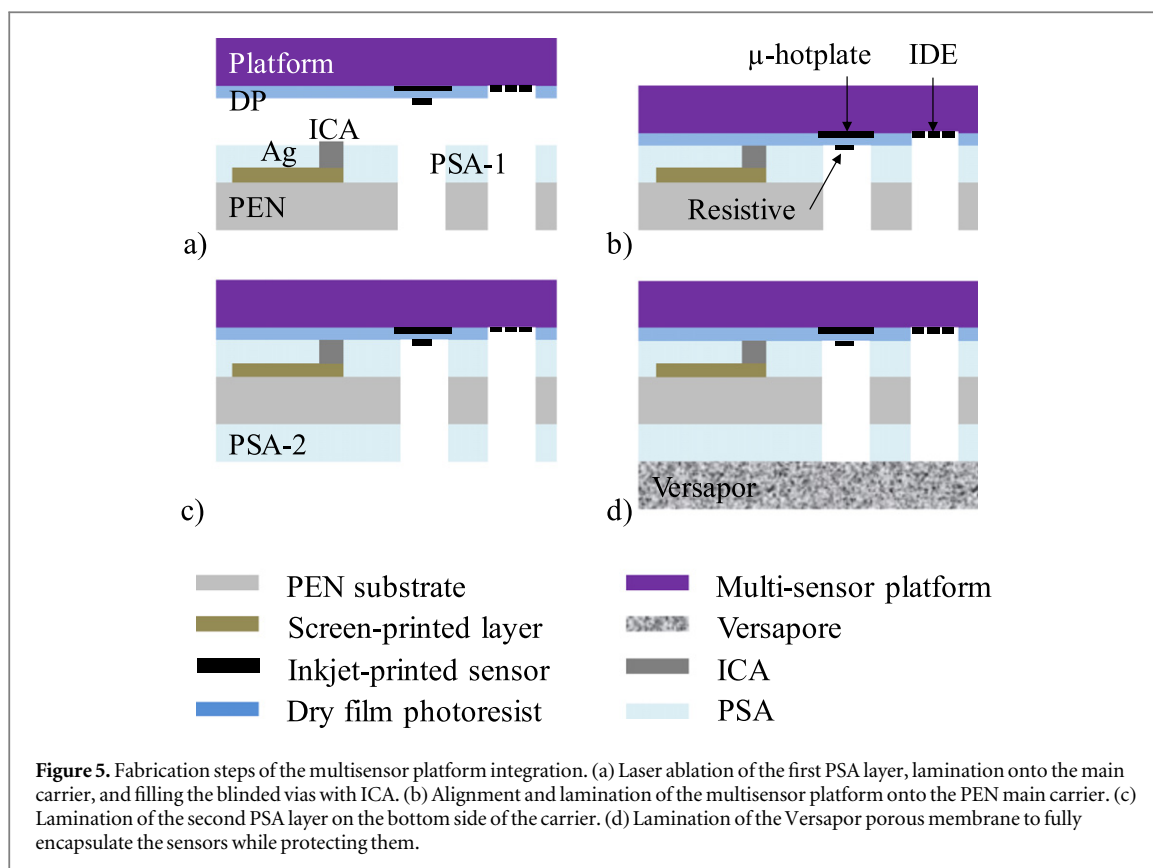 Platform
DP
ICA
Ag
PSA-1
PEN
a)
µ-hotplate
IDE
Resistive
b)
PSA-2
c)
Versapor
d)
PEN substrate
Screen-printed layer
Inkjet-printed sensor
Dry film photoresist
Multi-sensor platform
Versapore
ICA
PSA
Figure 5. Fabrication steps of the multisensor platform integration. (a) Laser ablation of the first PSA layer, lamination onto the main
carrier, and filling the blinded vias with ICA. (b) Alignment and lamination of the multisensor platform onto the PEN main carrier. (c)
Lamination of the second PSA layer on the bottom side of the carrier. (d) Lamination of the Versapor porous membrane to fully
encapsulate the sensors while protecting them.